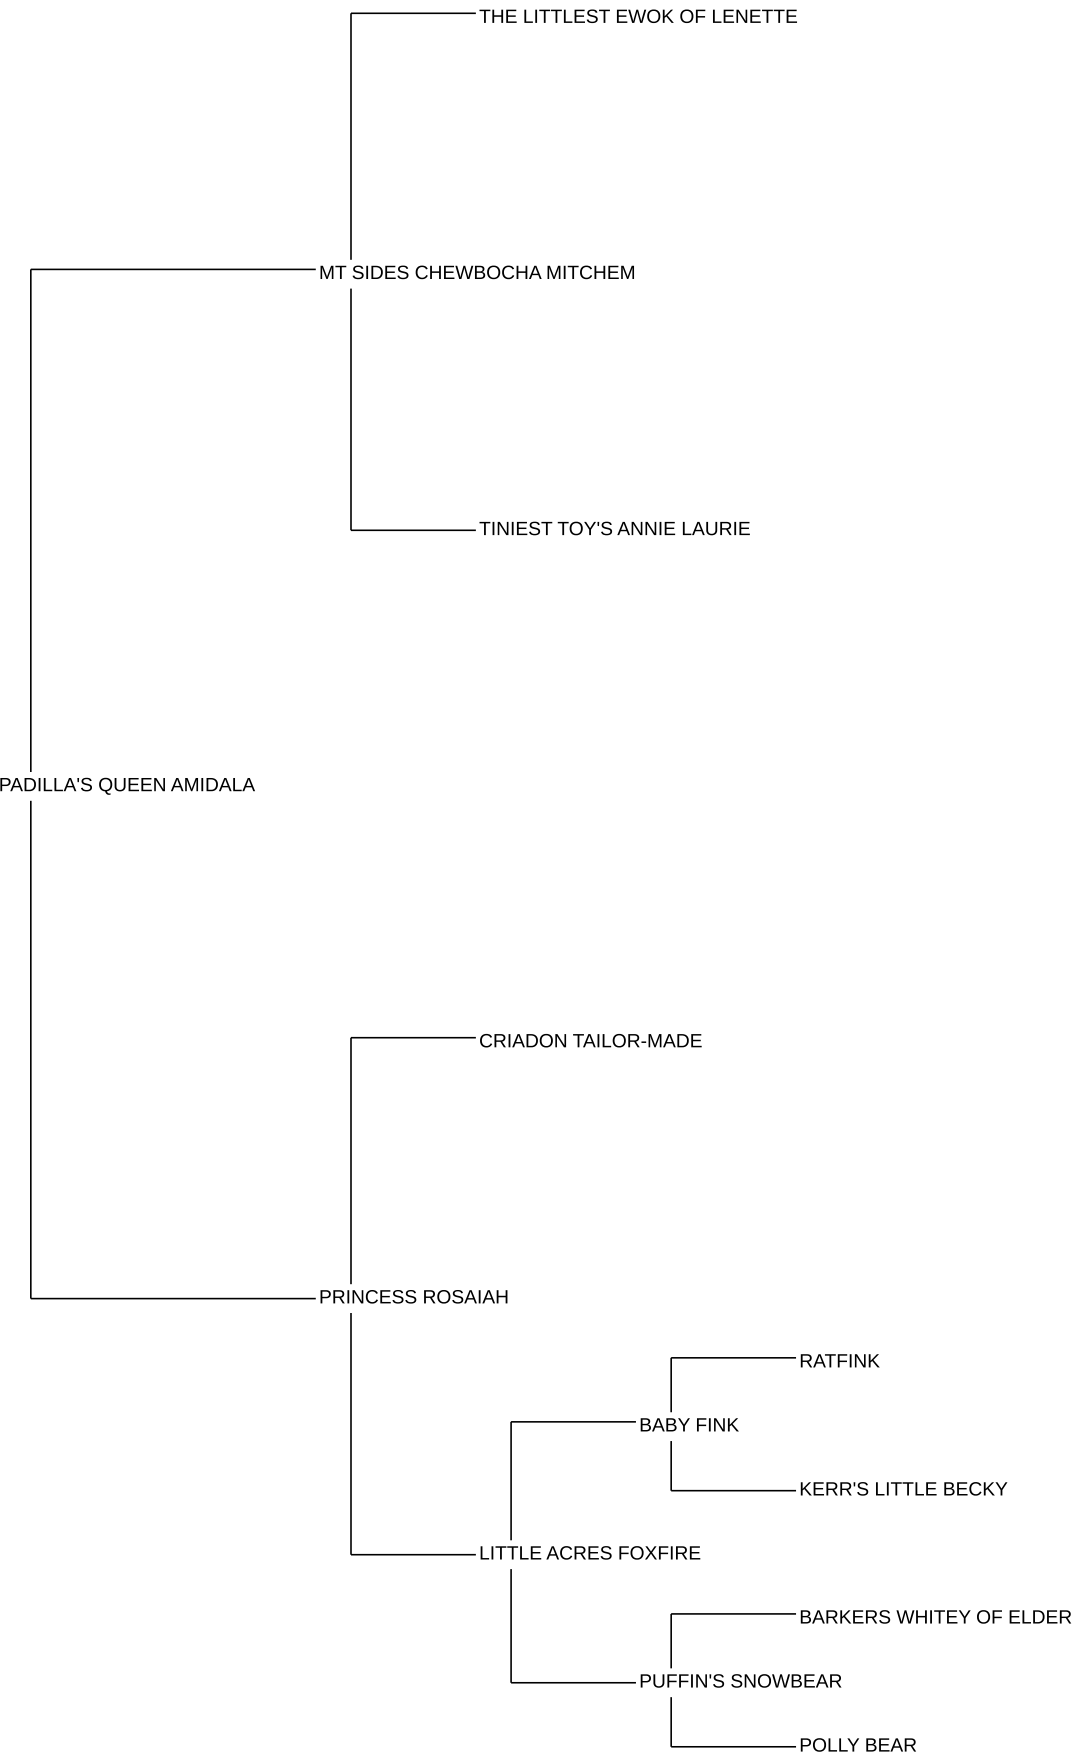 THE LITTLEST EWOK OF LENETTE
MT SIDES CHEWBOCHA MITCHEM
TINIEST TOY'S ANNIE LAURIE
PADILLA'S QUEEN AMIDALA
CRIADON TAILOR-MADE
PRINCESS ROSAIAH
RATFINK
BABY FINK
KERR'S LITTLE BECKY
LITTLE ACRES FOXFIRE
BARKERS WHITEY OF ELDER
PUFFIN'S SNOWBEAR
POLLY BEAR